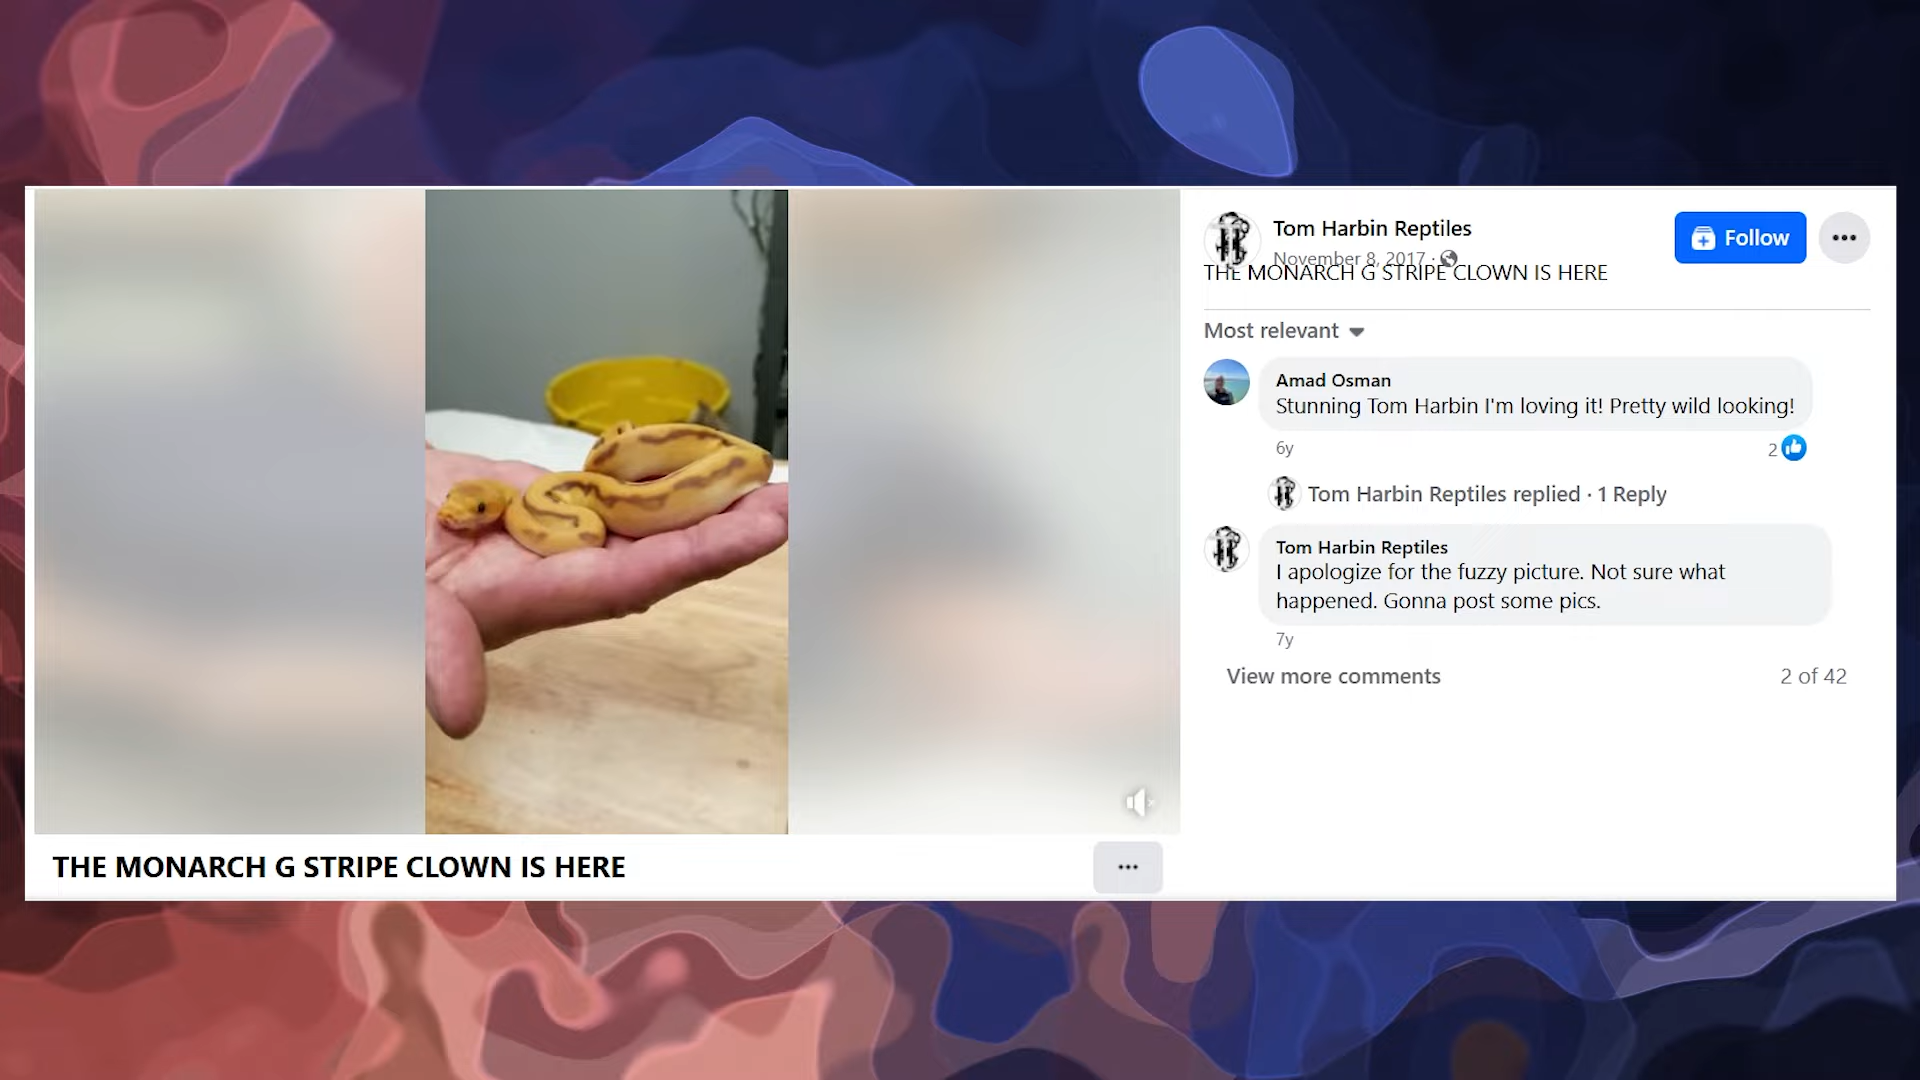 Tom Harbin Reptiles
November 8, 2017 ·
THE MONARCH G STRIPE CLOWN IS HERE
Follow
Most relevant
Amad Osman
Stunning Tom Harbin I'm loving it! Pretty wild looking!
6y
2
Tom Harbin Reptiles replied · 1 Reply
Tom Harbin Reptiles
I apologize for the fuzzy picture. Not sure what
happened. Gonna post some pics.
7y
View more comments
2 of 42
THE MONARCH G STRIPE CLOWN IS HERE